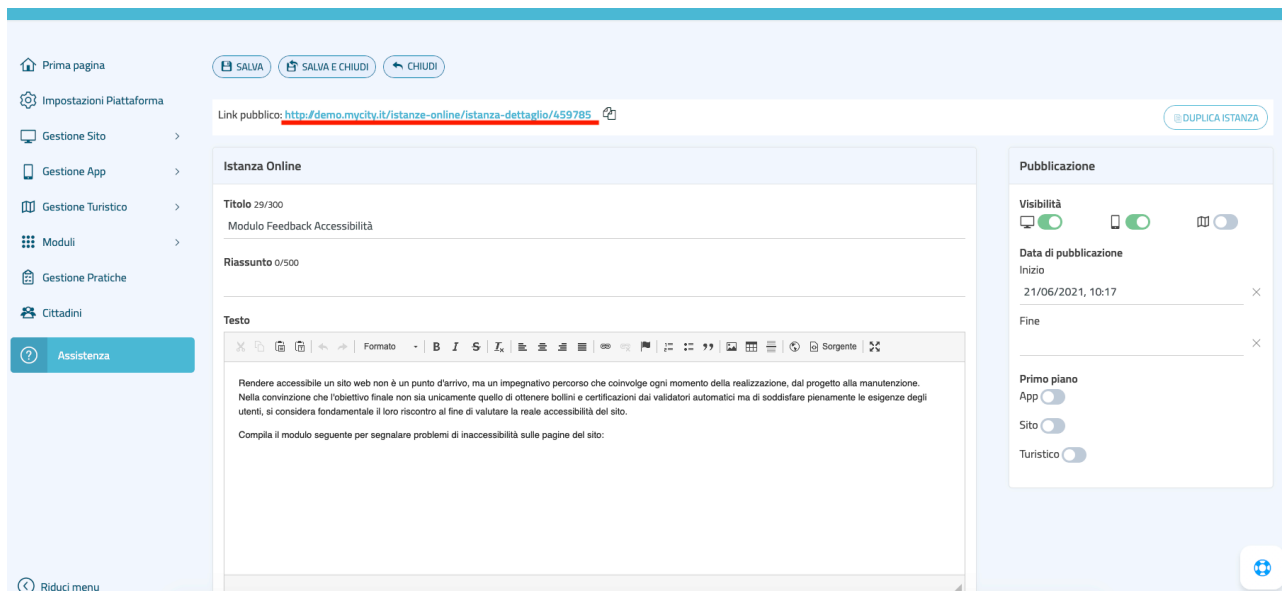 SALVA
SALVA E CHIUDI
CHIUDI
Prima pagina
Impostazioni Piattaforma
Gestione Sito
Gestione App
Gestione Turistico
Moduli
Gestione Pratiche
Cittadini
Assistenza
Riduci menu
Link pubblico: http://demo.mycity.it/istanze-online/istanza-dettaglio/459785
DUPLICA ISTANZA
Istanza Online
Titolo 29/300
Modulo Feedback Accessibilità
Riassunto 0/500
Testo
Formato
B I S Ix
Sorgente
Rendere accessibile un sito web non è un punto d'arrivo, ma un impegnativo percorso che coinvolge ogni momento della realizzazione, dal progetto alla manutenzione.
Nella convinzione che l'obiettivo finale non sia unicamente quello di ottenere bollini e certificazioni dai validatori automatici ma di soddisfare pienamente le esigenze degli
utenti, si considera fondamentale il loro riscontro al fine di valutare la reale accessibilità del sito.
Compila il modulo seguente per segnalare problemi di inaccessibilità sulle pagine del sito:
Pubblicazione
Visibilità
Data di pubblicazione
Inizio
21/06/2021, 10:17
Fine
Primo piano
App
Sito
Turistico